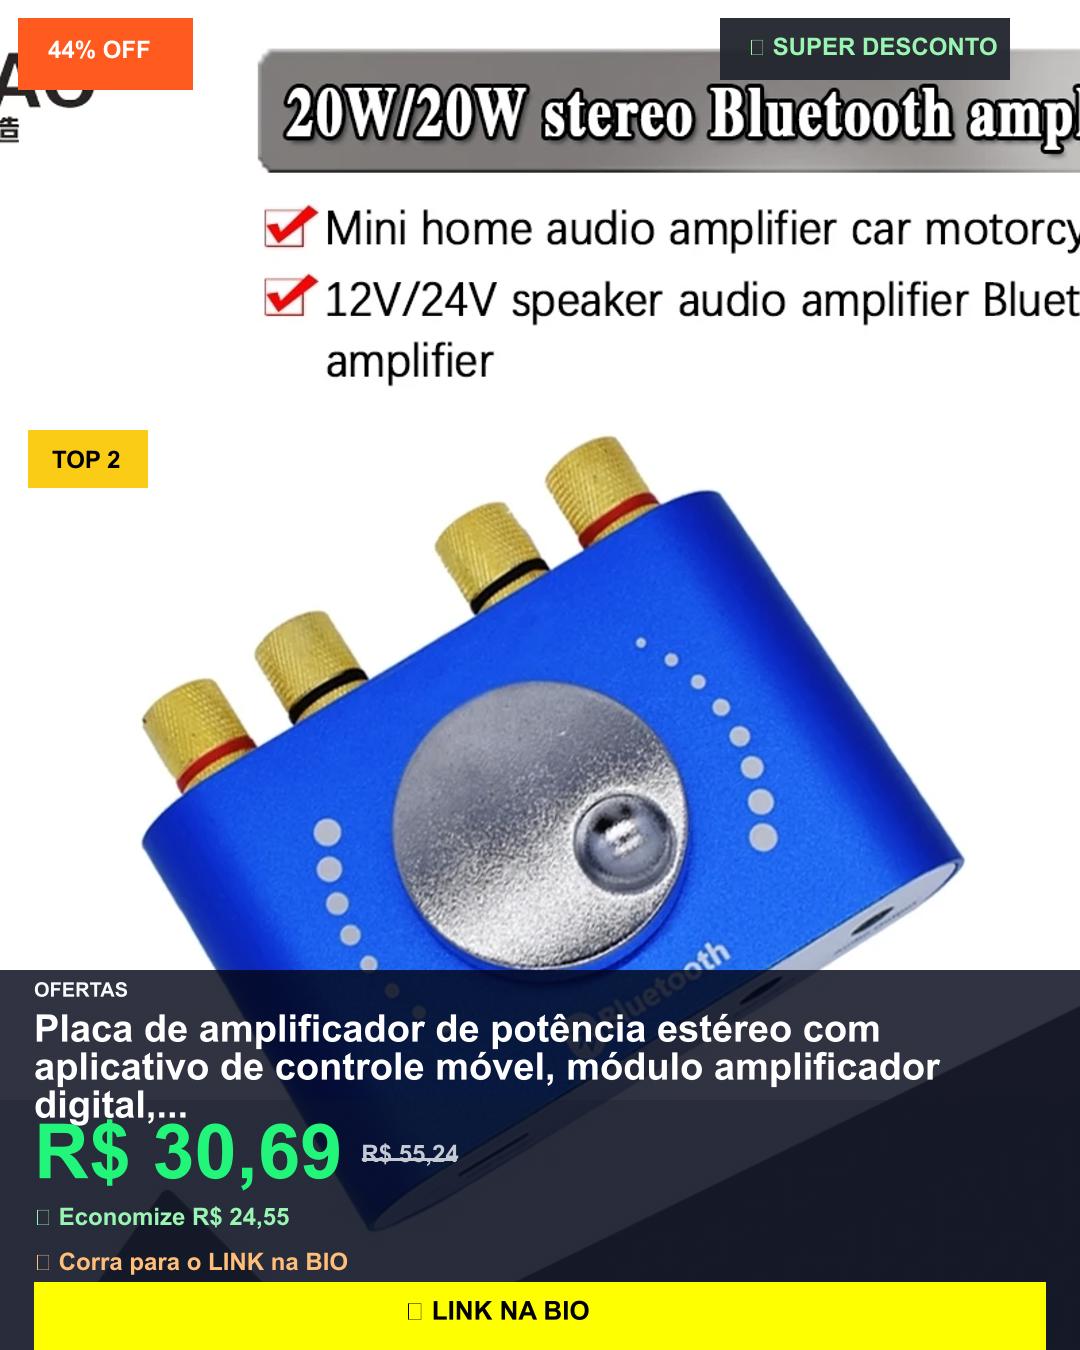 44% OFF
SUPER DESCONTO
造
20W/20W stereo Bluetooth ampl
Mini home audio amplifier car motorcy
12V/24V speaker audio amplifier Bluet
amplifier
TOP 2
Bluetooth
OFERTAS
Placa de amplificador de potência estéreo com
aplicativo de controle móvel, módulo amplificador
digital,...
R$ 30,69 R$ 55,24
Economize R$ 24,55
Corra para o LINK na BIO
LINK NA BIO